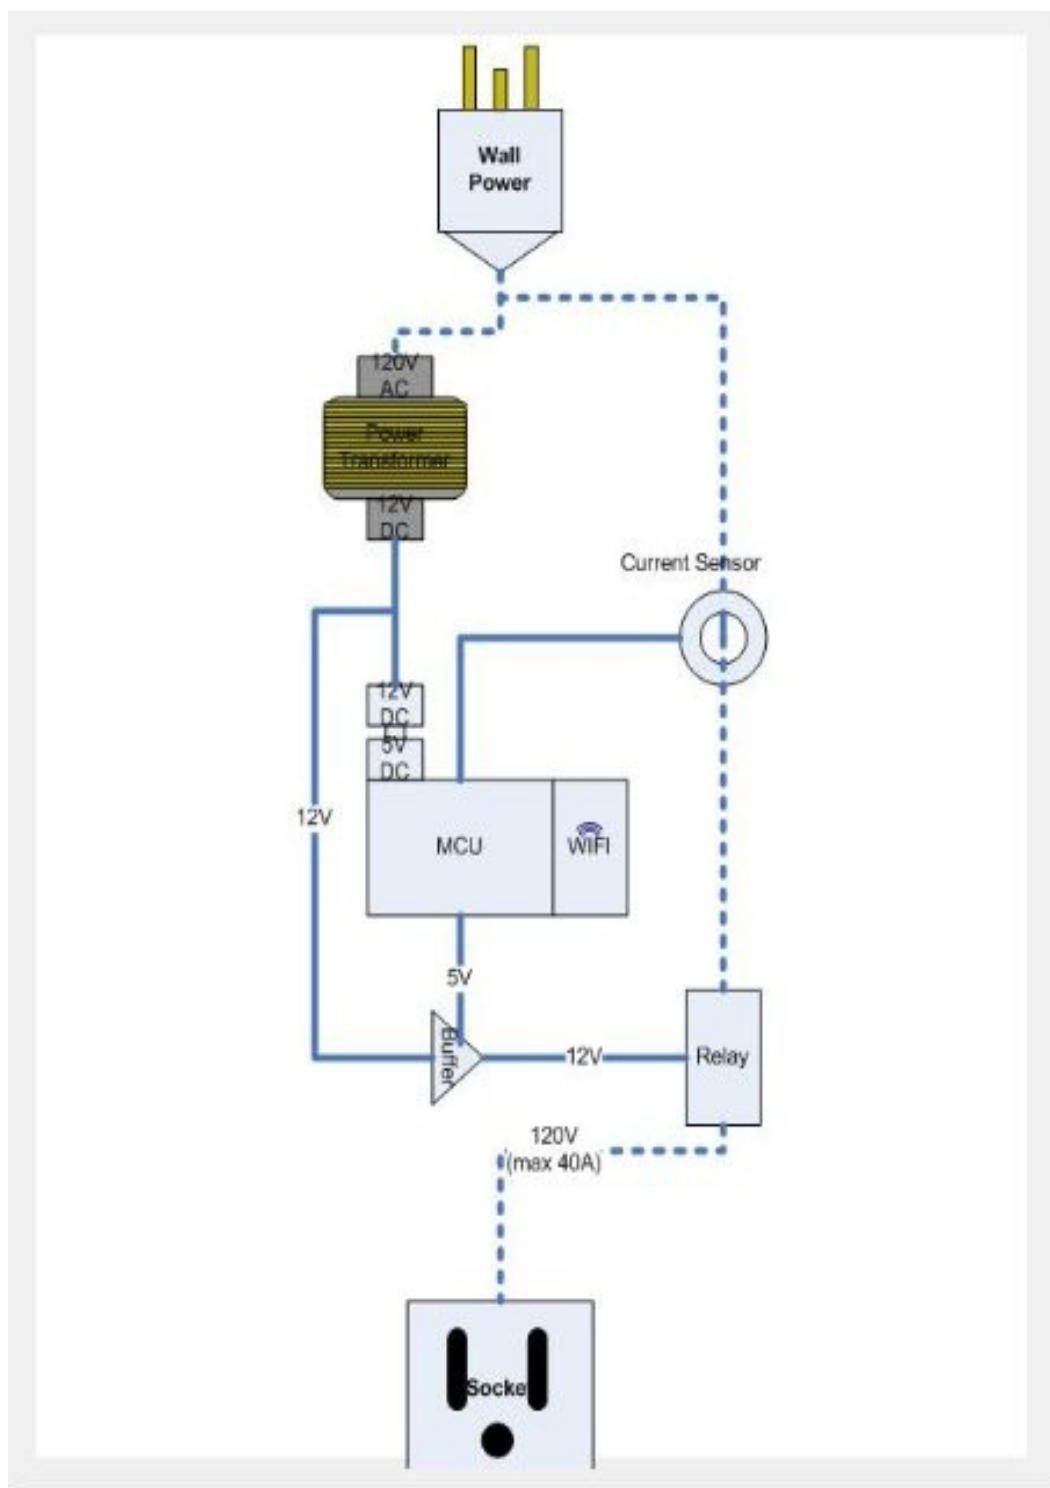 Wall
Power
120V
AC
Power
Transformer
12V
DC
Current Sensor
12V
DC
5V
DC
12V
MCU
WIFI
5V
Buffer
12V
Relay
120V
(max 40A)
Socke